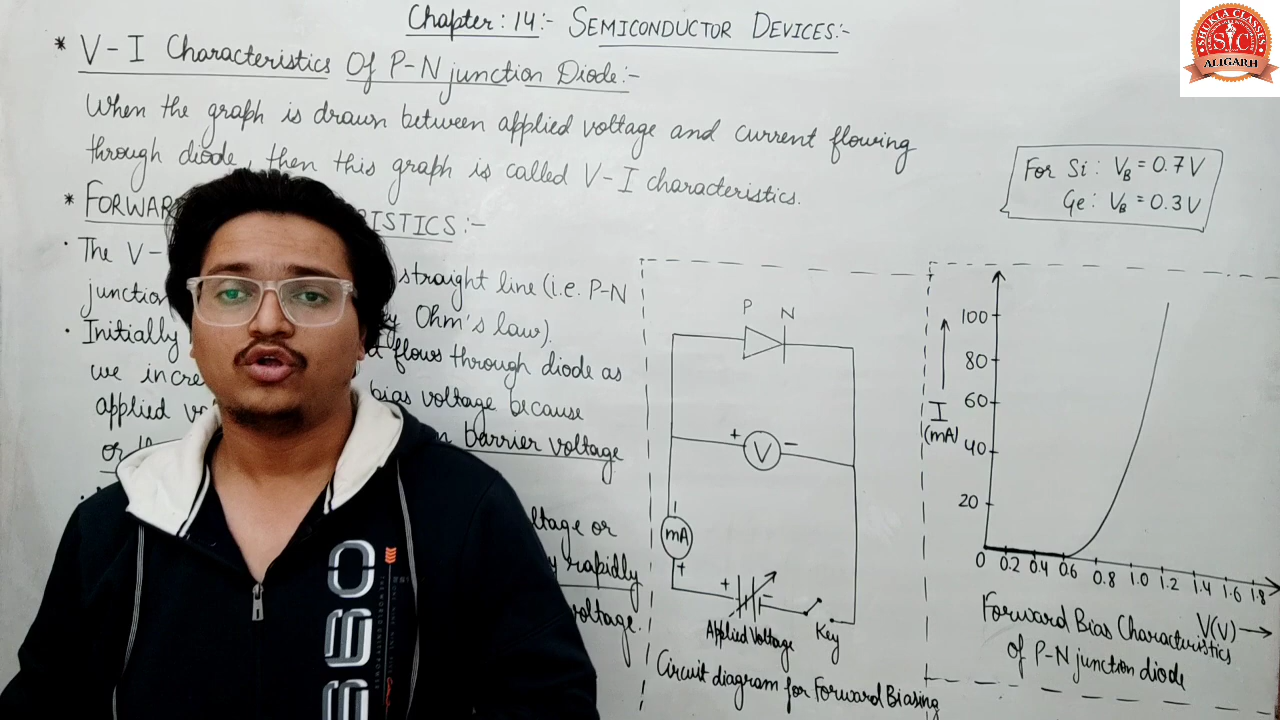 Chapter: 14:- SEMICONDUCTOR DEVICES:-
* V-I Characteristics Of P-N junction Diode:-
When the graph is drawn between applied voltage and current flowing
through diode, then this graph is called V-I characteristics.
* FORWAR RISTICS:-
· The V- straight line (i.e. P-N
junction Ohm's law).
· Initially flows through diode as
we incre bias voltage because
applied barrier voltage
or
ltage or
rapidly
voltage.
For Si: VB = 0.7V
Ge: VB = 0.3V
P N
+ V -
-
mA
+
+ -
Applied Voltage
Key
Circuit diagram for Forward Biasing
100
80
60
I
(mA)
40
20
0 0.2 0.4 0.6 0.8 1.0 1.2 1.4 1.6 1.8
V(V) →
Forward Bias Characteristics
of P-N junction diode
SHUKLA CLASSES
SC
ALIGARH